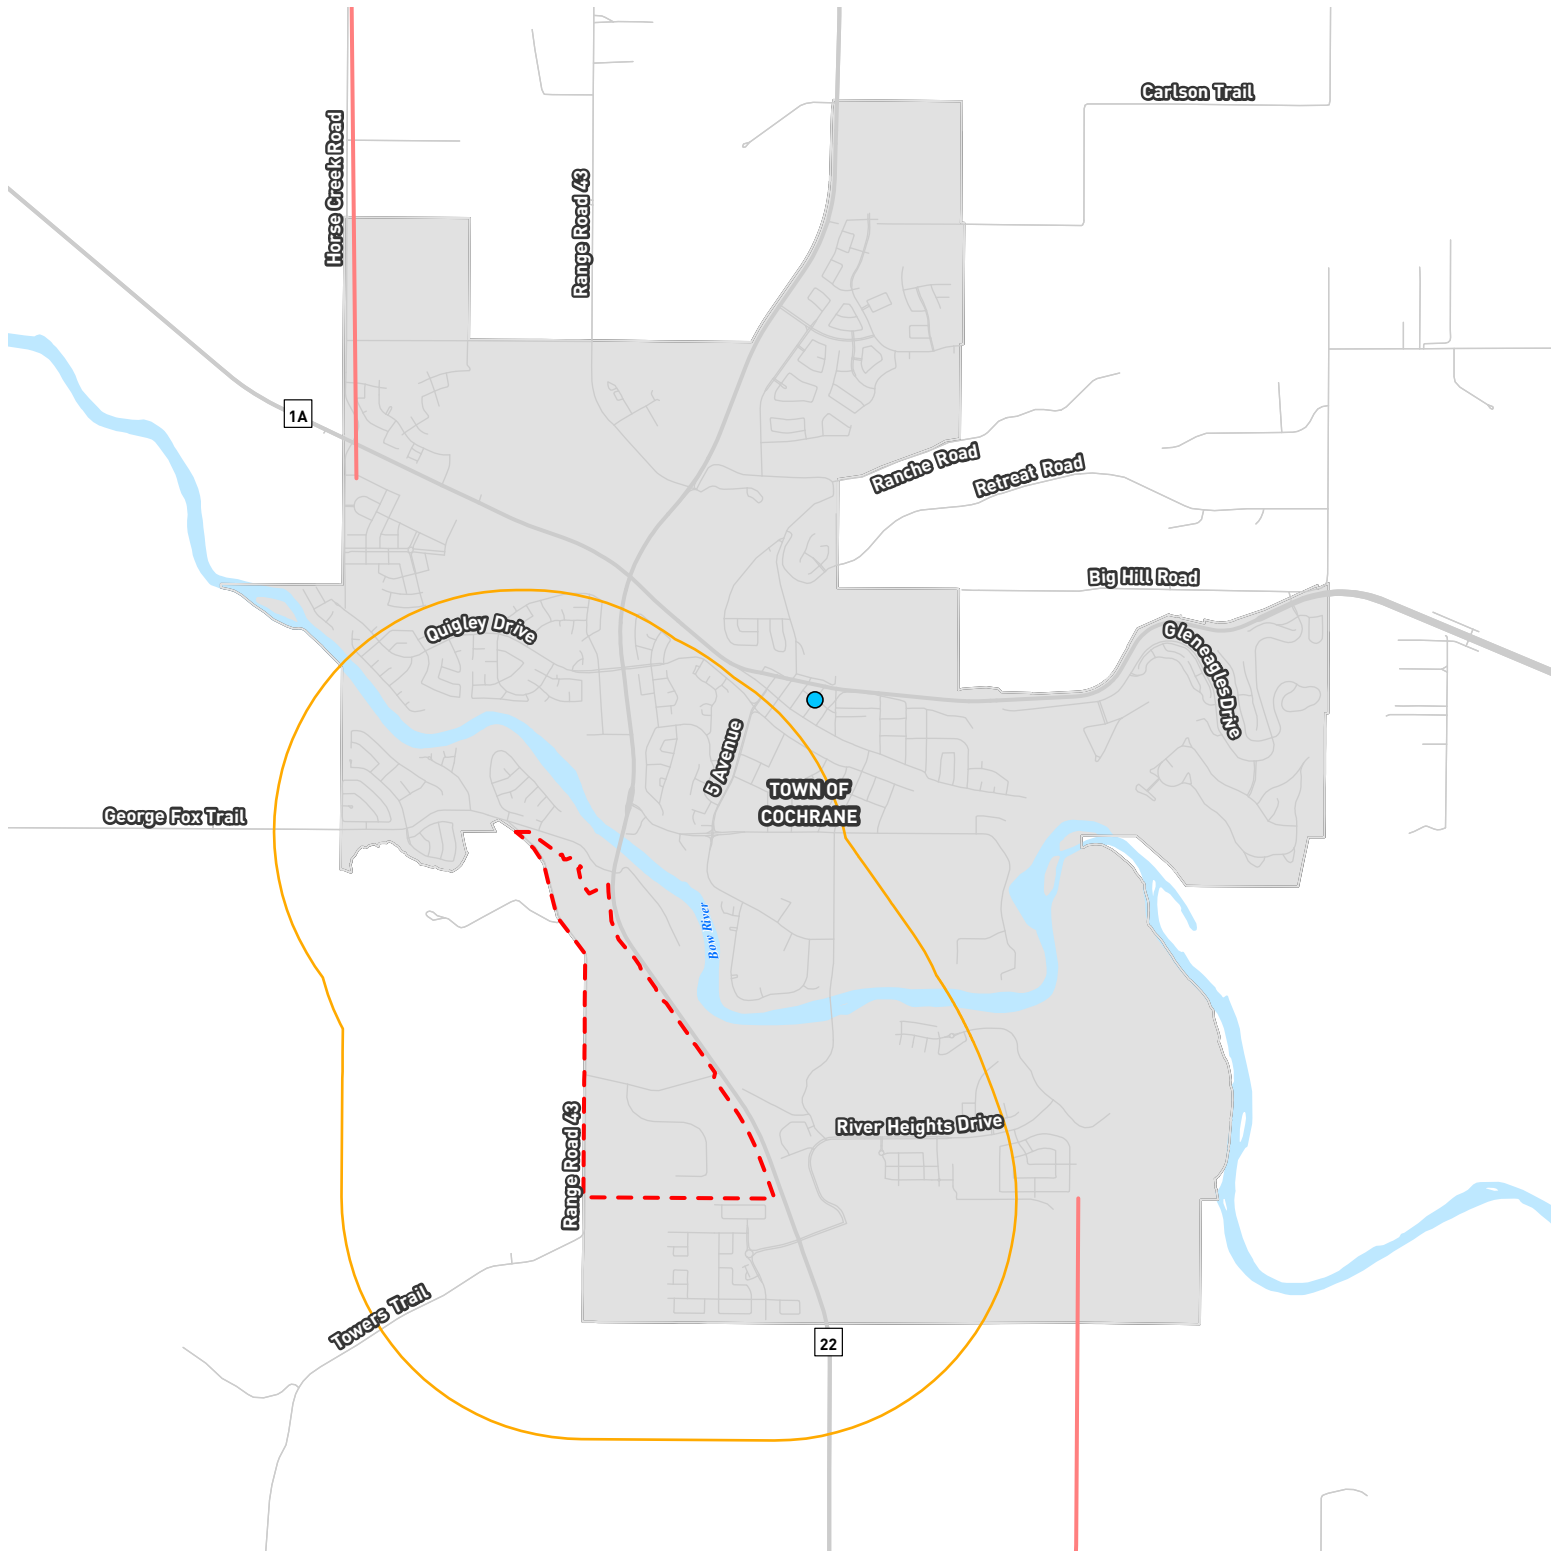 Carlson Trail
Horse Creek Road
Range Road 43
1A
Ranche Road
Retreat Road
Big Hill Road
Quigley Drive
Gleneagles Drive
5 Avenue
TOWN OF
COCHRANE
George Fox Trail
Bow River
River Heights Drive
Range Road 43
Towers Trail
22